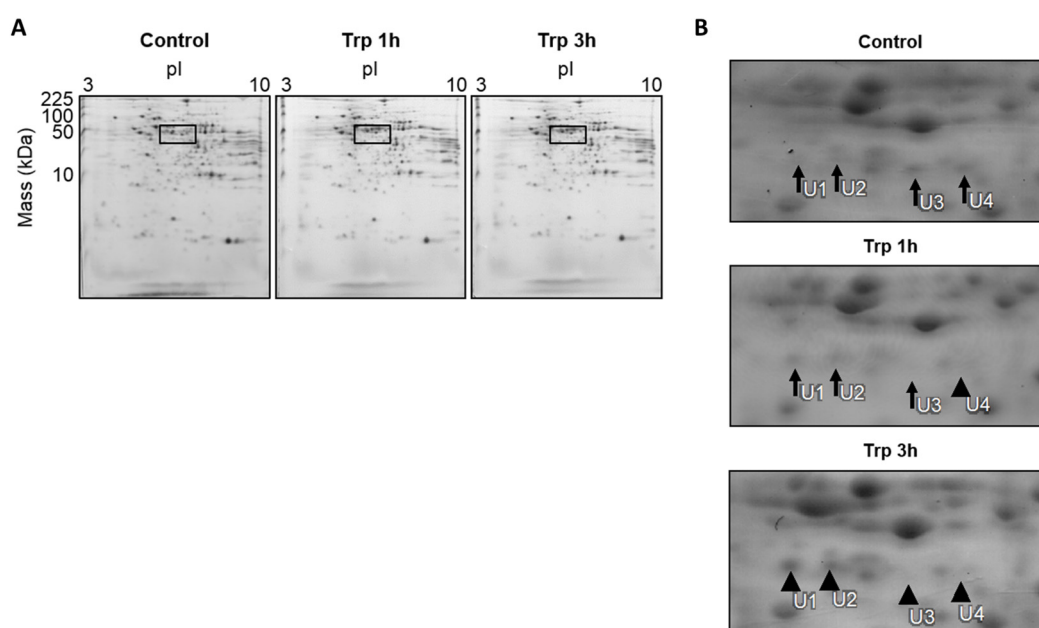 A
Control
Trp 1h
Trp 3h
pI
pI
pI
3
10
3
10
3
10
225
100
50
10
Mass (kDa)
B
Control
U1
U2
U3
U4
Trp 1h
U1
U2
U3
U4
Trp 3h
U1
U2
U3
U4